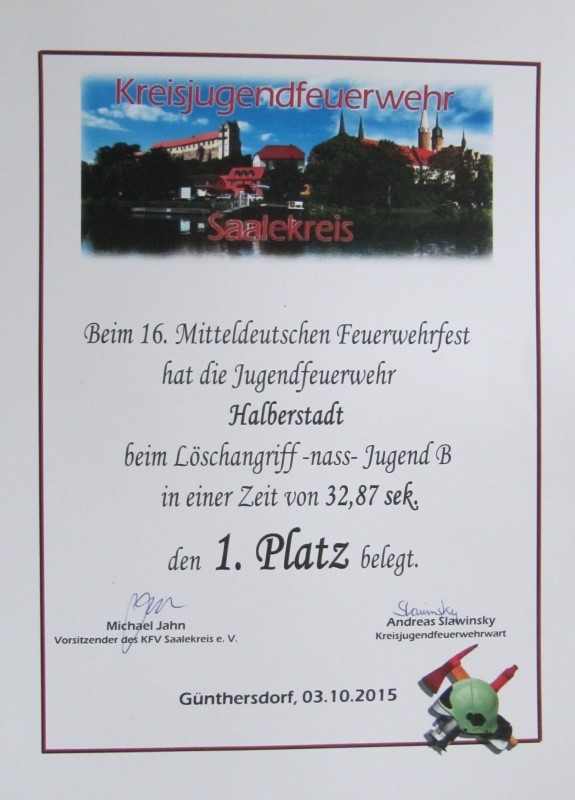 Kreisjugendfeuerwehr
Saalekreis
Beim 16. Mitteldeutschen Feuerwehrfest
hat die Jugendfeuerwehr
Halberstadt
beim Löschangriff -nass- Jugend B
in einer Zeit von 32,87 sek.
den 1. Platz belegt.
Michael Jahn
Vorsitzender des KFV Saalekreis e. V.
Slawinsky
Andreas Slawinsky
Kreisjugendfeuerwehrwart
Günthersdorf, 03.10.2015